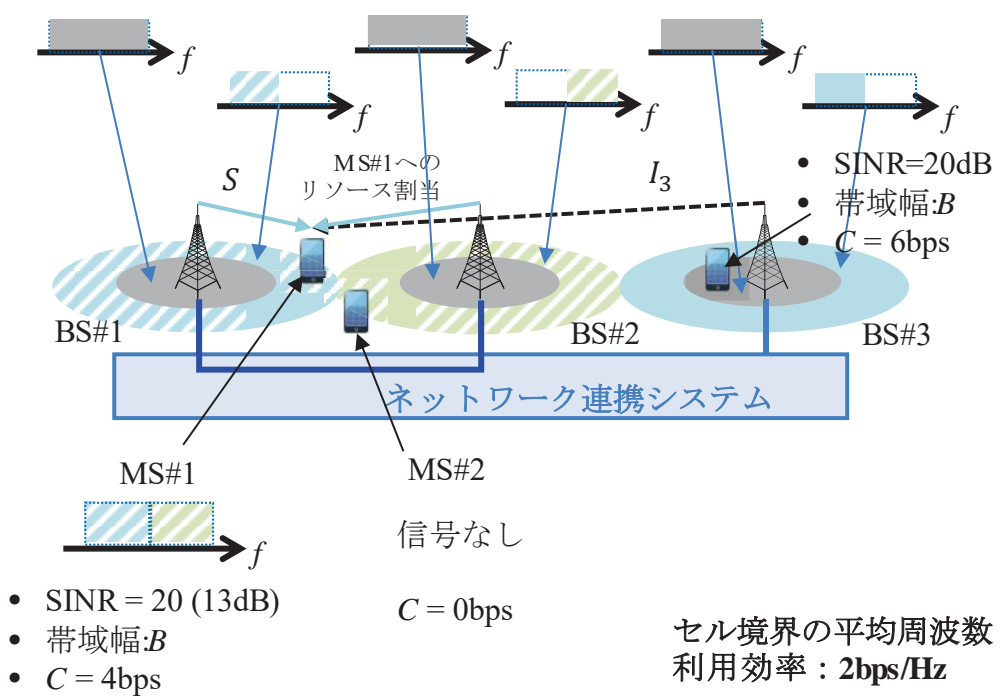 f
f
f
f
f
f
S
MS#1への
リソース割当
I₃
• SINR=20dB
• 帯域幅:B
• C = 6bps
BS#1
BS#2
BS#3
ネットワーク連携システム
MS#1
MS#2
f
信号なし
• SINR = 20 (13dB)
• 帯域幅:B
• C = 4bps
C = 0bps
セル境界の平均周波数
利用効率：2bps/Hz